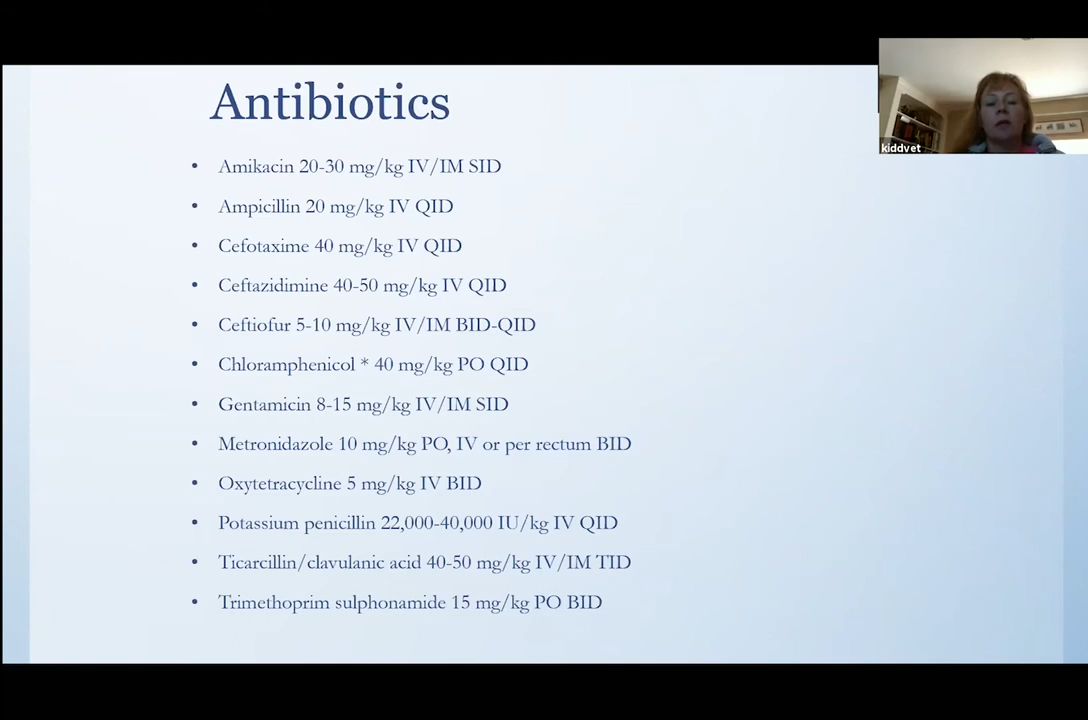 Antibiotics
kiddvet
• Amikacin 20-30 mg/kg IV/IM SID
• Ampicillin 20 mg/kg IV QID
• Cefotaxime 40 mg/kg IV QID
• Ceftazidimine 40-50 mg/kg IV QID
• Ceftiofur 5-10 mg/kg IV/IM BID-QID
• Chloramphenicol * 40 mg/kg PO QID
• Gentamicin 8-15 mg/kg IV/IM SID
• Metronidazole 10 mg/kg PO, IV or per rectum BID
• Oxytetracycline 5 mg/kg IV BID
• Potassium penicillin 22,000-40,000 IU/kg IV QID
• Ticarcillin/clavulanic acid 40-50 mg/kg IV/IM TID
• Trimethoprim sulphonamide 15 mg/kg PO BID